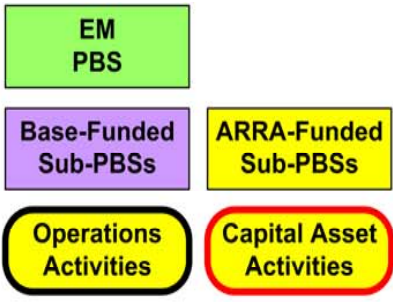 EM
PBS
Base-Funded
Sub-PBSs
ARRA-Funded
Sub-PBSs
Operations
Activities
Capital Asset
Activities